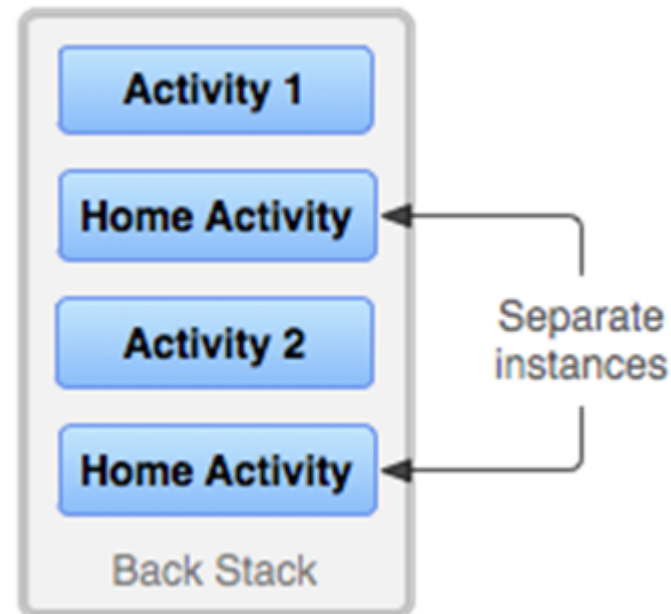 Activity 1
Home Activity
Activity 2
Home Activity
Back Stack
Separate
instances